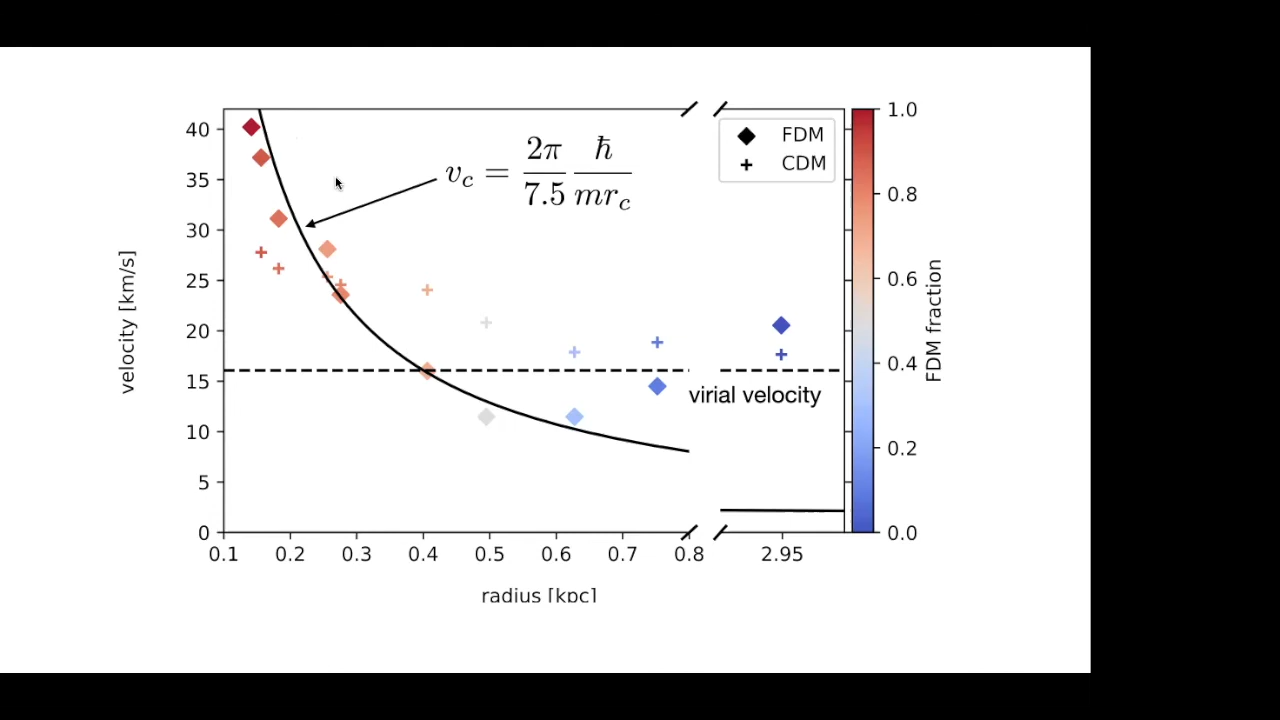 1.0
FDM
CDM
40
v_c = 2π/7.5 ħ/mr_c
35
0.8
30
0.6
25
20
0.4
15
virial velocity
10
0.2
5
0
0.0
velocity [km/s]
FDM fraction
0.1 0.2 0.3 0.4 0.5 0.6 0.7 0.8 2.95
radius [kpc]